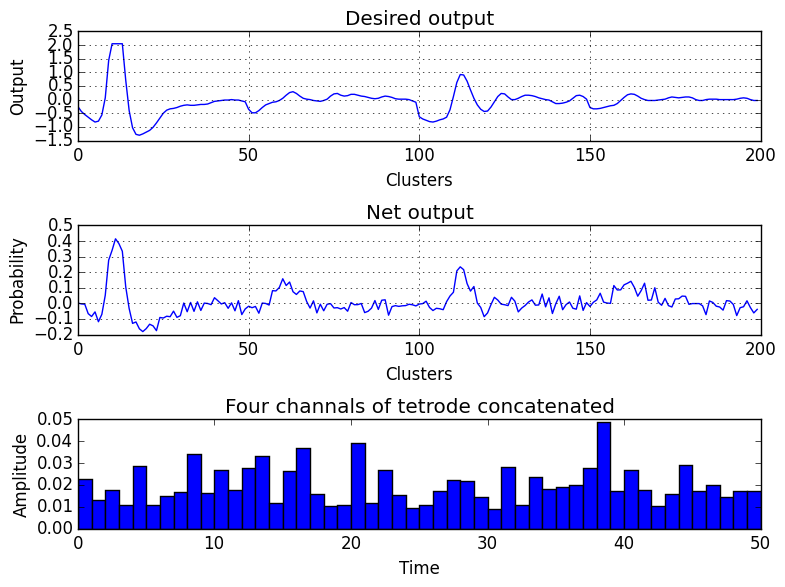 Desired output
2.5
2.0
1.5
1.0
0.5
0.0
−0.5
−1.0
−1.5
Output
0 50 100 150 200
Clusters
Net output
0.5
0.4
0.3
0.2
0.1
0.0
−0.1
−0.2
Probability
0 50 100 150 200
Clusters
Four channals of tetrode concatenated
0.05
0.04
0.03
0.02
0.01
0.00
Amplitude
0 10 20 30 40 50
Time